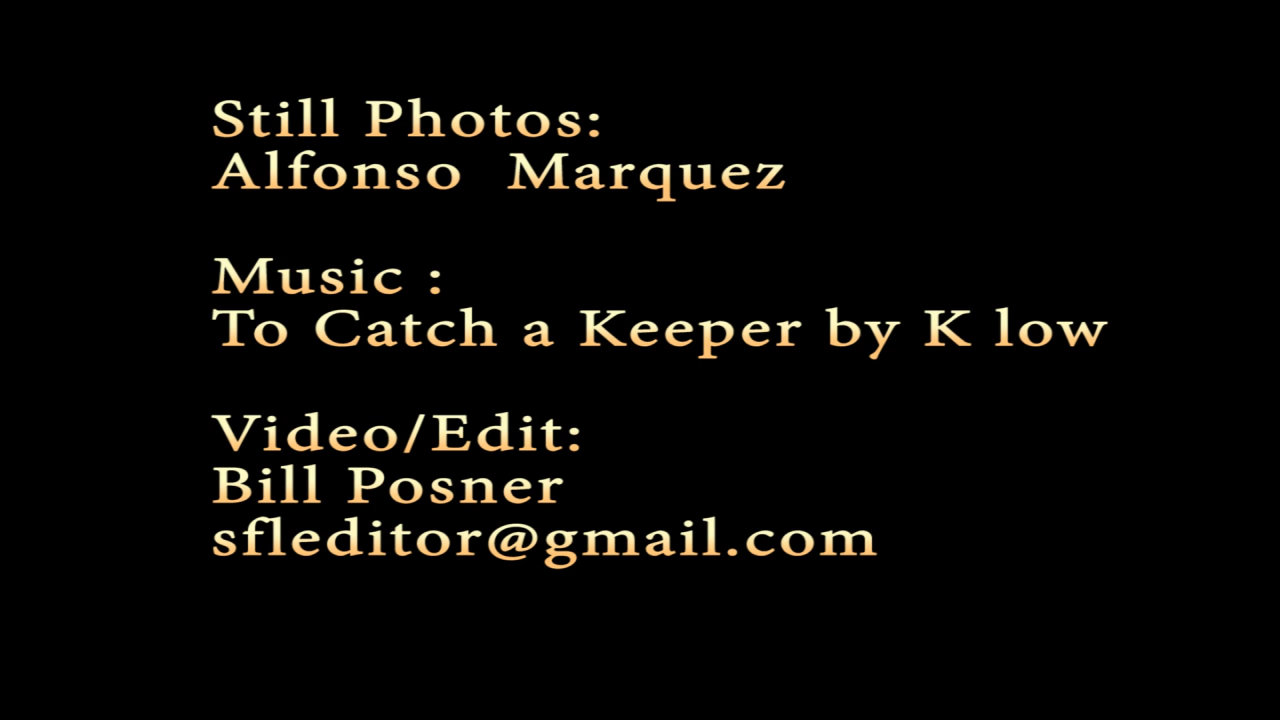 Still Photos:
Alfonso  Marquez
Music :
To Catch a Keeper by K low
Video/Edit:
Bill Posner
sfleditor@gmail.com